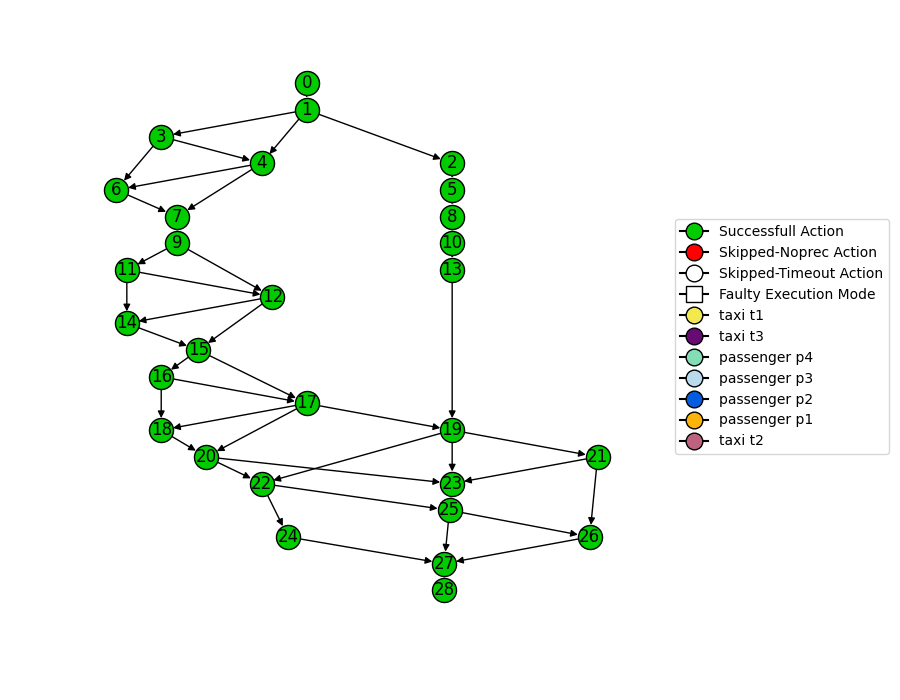 0
1
3
4
2
6
5
7
8
9
10
11
13
12
14
15
16
17
18
19
20
21
22
23
25
24
26
27
28
Successfull Action
Skipped-Noprec Action
Skipped-Timeout Action
Faulty Execution Mode
taxi t1
taxi t3
passenger p4
passenger p3
passenger p2
passenger p1
taxi t2